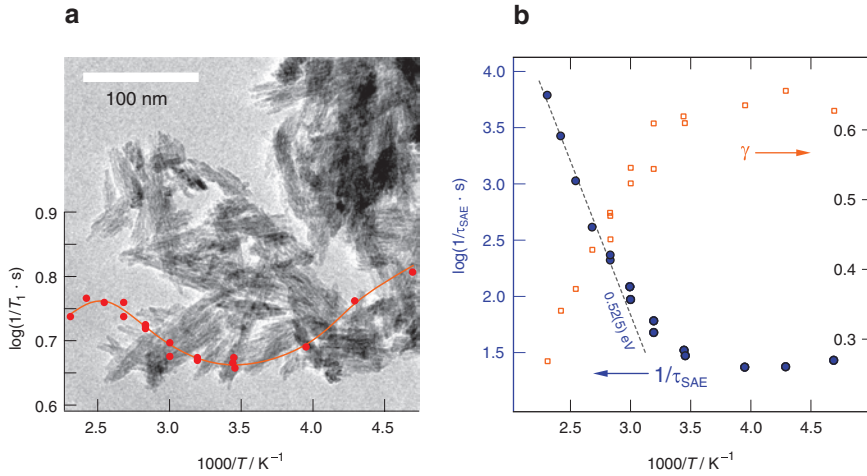 a
100 nm
log(1/T₁ · s)
0.9
0.8
0.7
0.6
2.5 3.0 3.5 4.0 4.5
1000/T / K⁻¹
b
log(1/τSAE · s)
4.0
3.5
3.0
2.5
2.0
1.5
γ
0.52(5) eV
1/τSAE
0.6
0.5
0.4
0.3
2.5 3.0 3.5 4.0 4.5
1000/T / K⁻¹